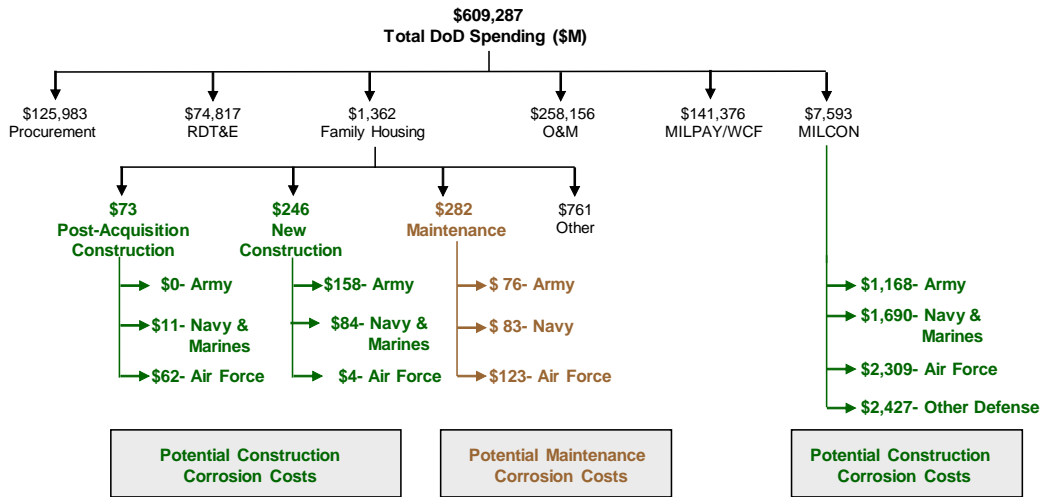 $609,287
Total DoD Spending ($M)
$125,983
Procurement
$74,817
RDT&E
$1,362
Family Housing
$258,156
O&M
$141,376
MILPAY/WCF
$7,593
MILCON
$73
Post-Acquisition
Construction
$246
New
Construction
$282
Maintenance
$761
Other
$0- Army
$11- Navy &
Marines
$62- Air Force
$158- Army
$84- Navy &
Marines
$4- Air Force
$ 76- Army
$ 83- Navy
$123- Air Force
$1,168- Army
$1,690- Navy &
Marines
$2,309- Air Force
$2,427- Other Defense
Potential Construction
Corrosion Costs
Potential Maintenance
Corrosion Costs
Potential Construction
Corrosion Costs